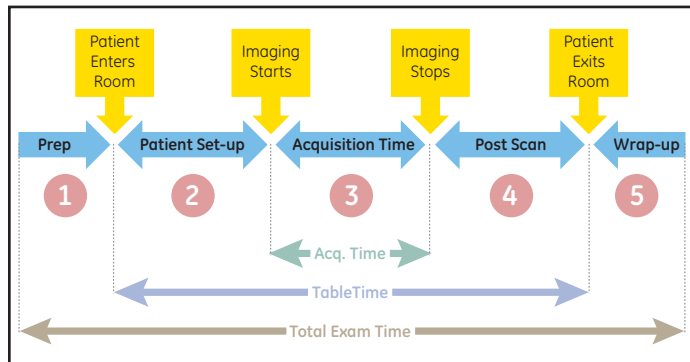 Patient
Enters
Room
Imaging
Starts
Imaging
Stops
Patient
Exits
Room
Prep
Patient Set-up
Acquisition Time
Post Scan
Wrap-up
1
2
3
4
5
Acq. Time
TableTime
Total Exam Time